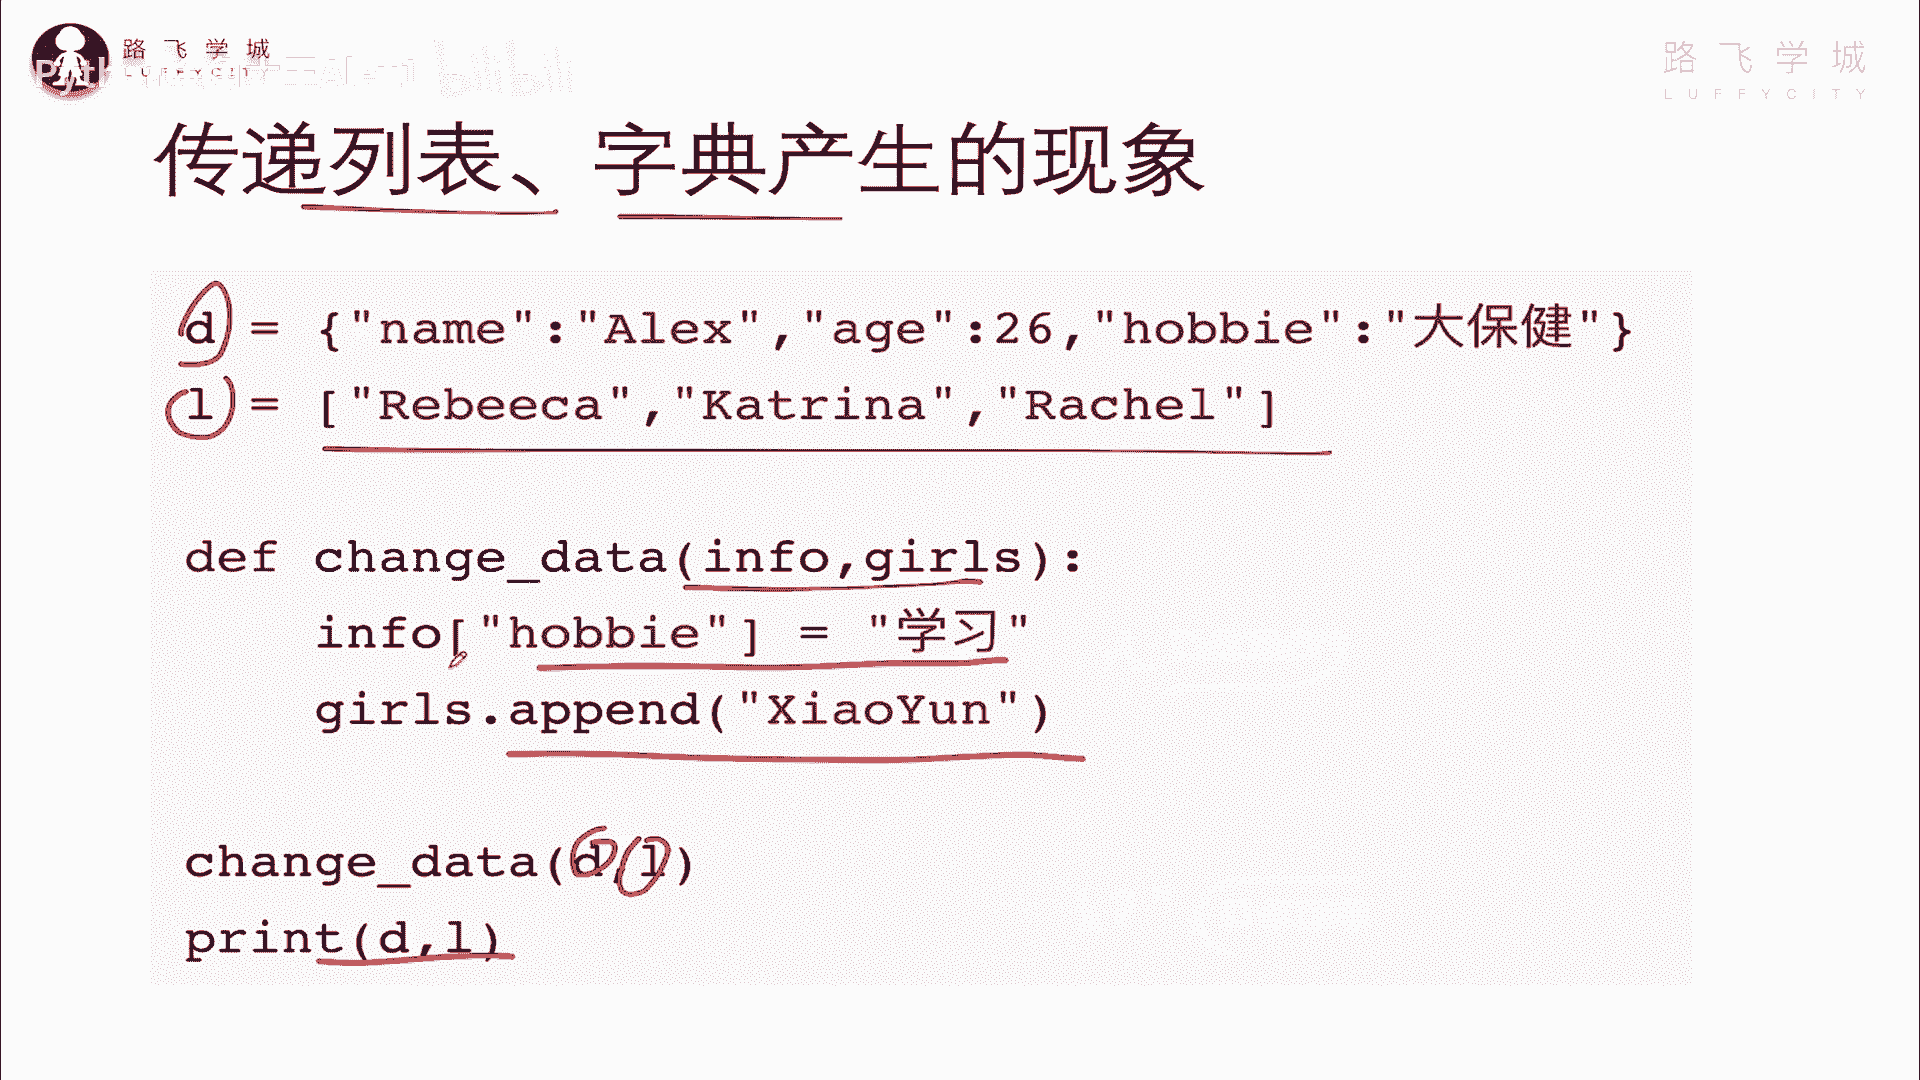 路飞学城
LUFFYCITY
bilibili
路飞学城
LUFFYCITY
传递列表、字典产生的现象
d = {"name":"Alex","age":26,"hobbie":"大保健"}
l = ["Rebeeca","Katrina","Rachel"]
def change_data(info,girls):
info["hobbie"] = "学习"
girls.append("XiaoYun")
change_data(d,l)
print(d,l)